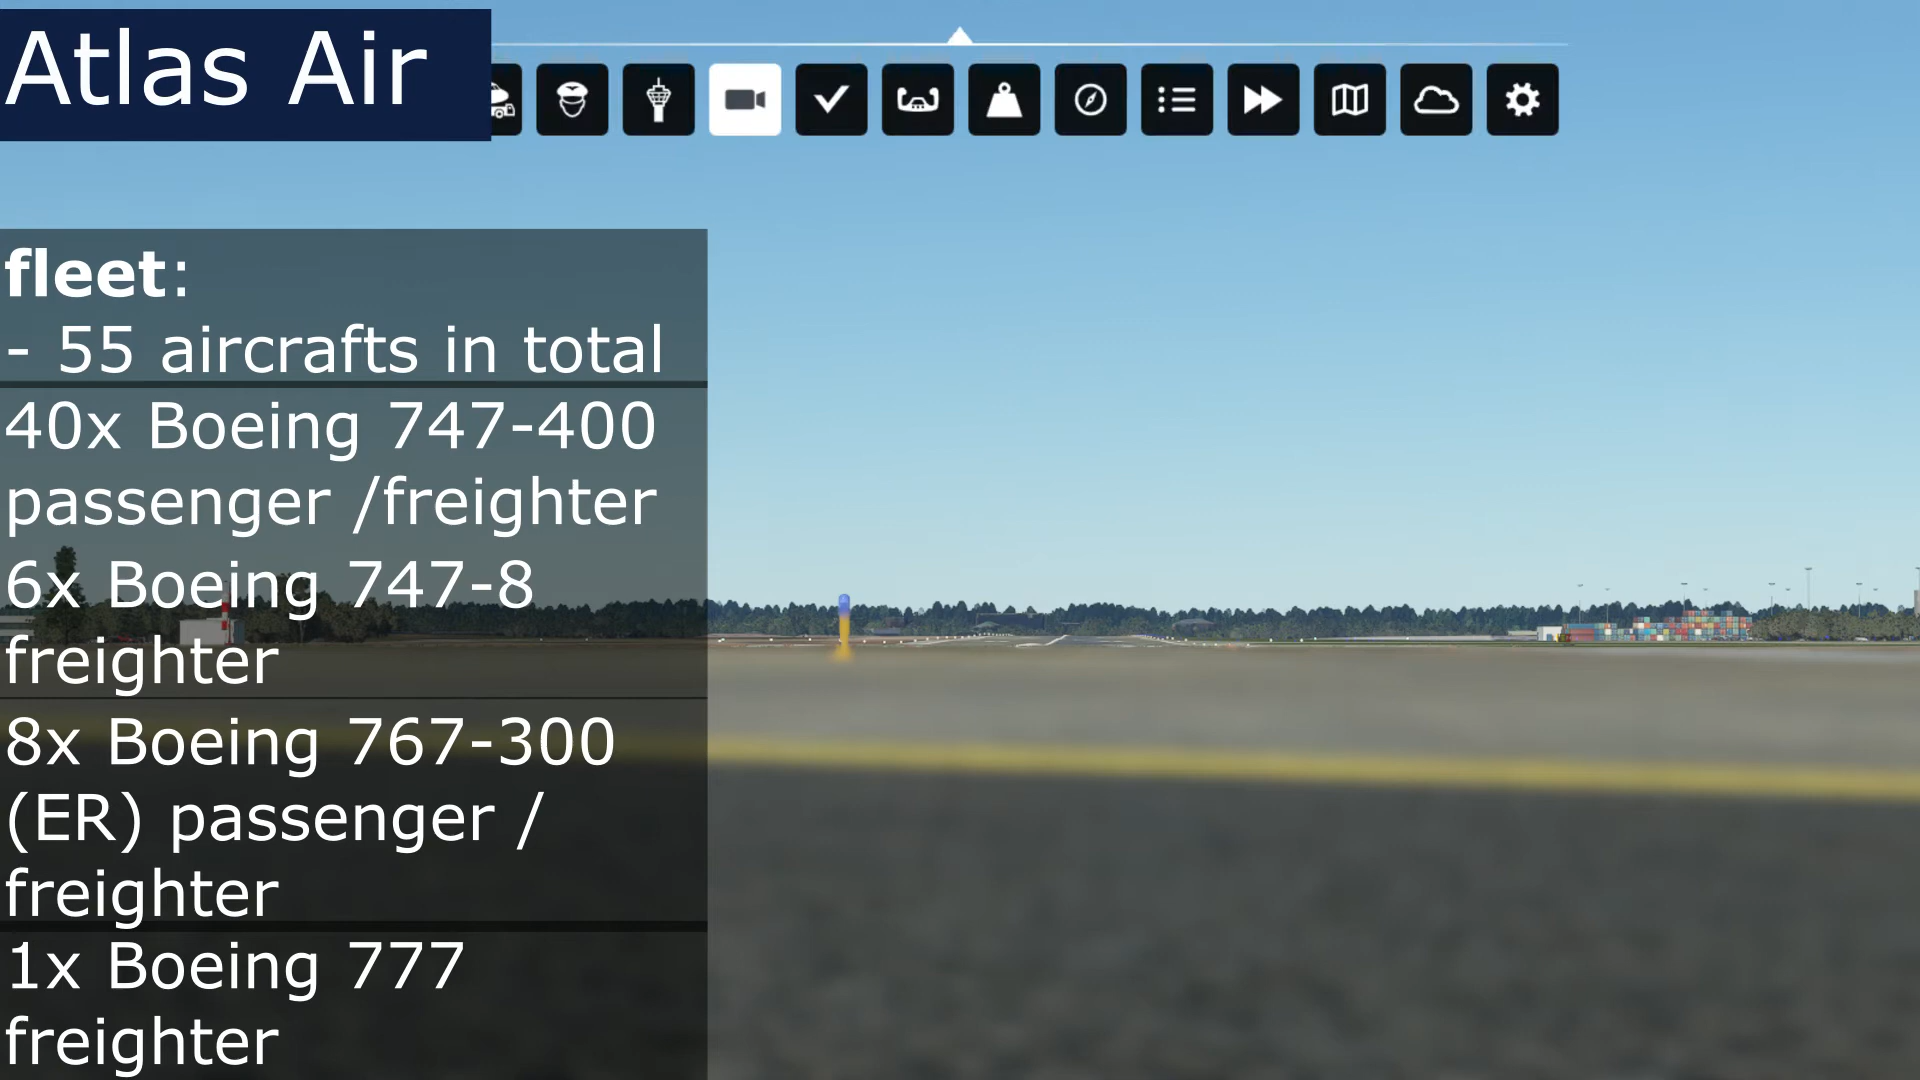 Atlas Air
fleet:
- 55 aircrafts in total
40x Boeing 747-400
passenger /freighter
6x Boeing 747-8
freighter
8x Boeing 767-300
(ER) passenger /
freighter
1x Boeing 777
freighter